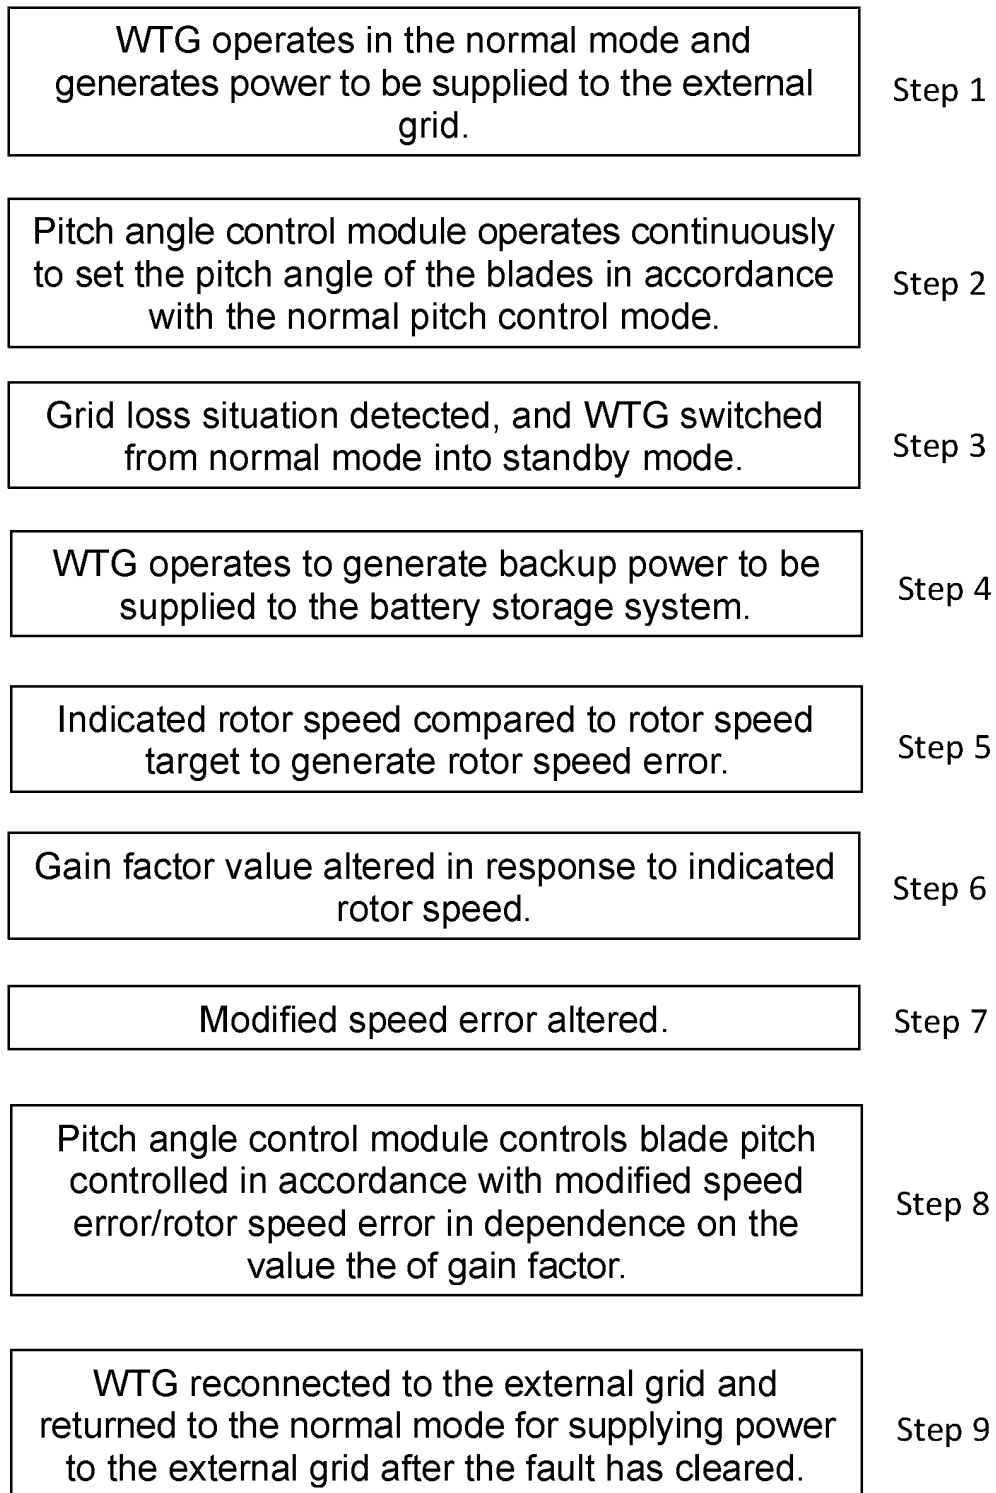 WTG operates in the normal mode and
generates power to be supplied to the external
grid.
Step 1
Pitch angle control module operates continuously
to set the pitch angle of the blades in accordance
with the normal pitch control mode.
Step 2
Grid loss situation detected, and WTG switched
from normal mode into standby mode.
Step 3
WTG operates to generate backup power to be
supplied to the battery storage system.
Step 4
Indicated rotor speed compared to rotor speed
target to generate rotor speed error.
Step 5
Gain factor value altered in response to indicated
rotor speed.
Step 6
Modified speed error altered.
Step 7
Pitch angle control module controls blade pitch
controlled in accordance with modified speed
error/rotor speed error in dependence on the
value the of gain factor.
Step 8
WTG reconnected to the external grid and
returned to the normal mode for supplying power
to the external grid after the fault has cleared.
Step 9